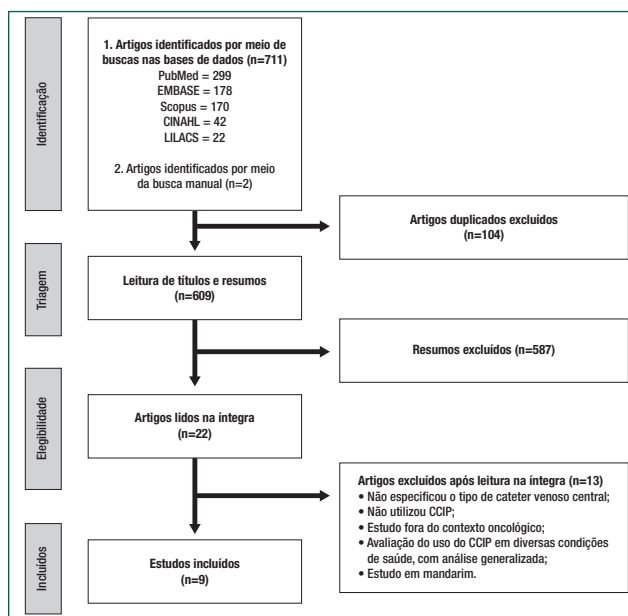 Identificação
1. Artigos identificados por meio de
buscas nas bases de dados (n=711)
PubMed = 299
EMBASE = 178
Scopus = 170
CINAHL = 42
LILACS = 22
2. Artigos identificados por meio
da busca manual (n=2)
Artigos duplicados excluídos
(n=104)
Triagem
Leitura de títulos e resumos
(n=609)
Resumos excluídos (n=587)
Elegibilidade
Artigos lidos na íntegra
(n=22)
Artigos excluídos após leitura na íntegra (n=13)
• Não especificou o tipo de cateter venoso central;
• Não utilizou CCIP;
• Estudo fora do contexto oncológico;
• Avaliação do uso do CCIP em diversas condições
de saúde, com análise generalizada;
• Estudo em mandarim.
Incluídos
Estudos incluídos
(n=9)